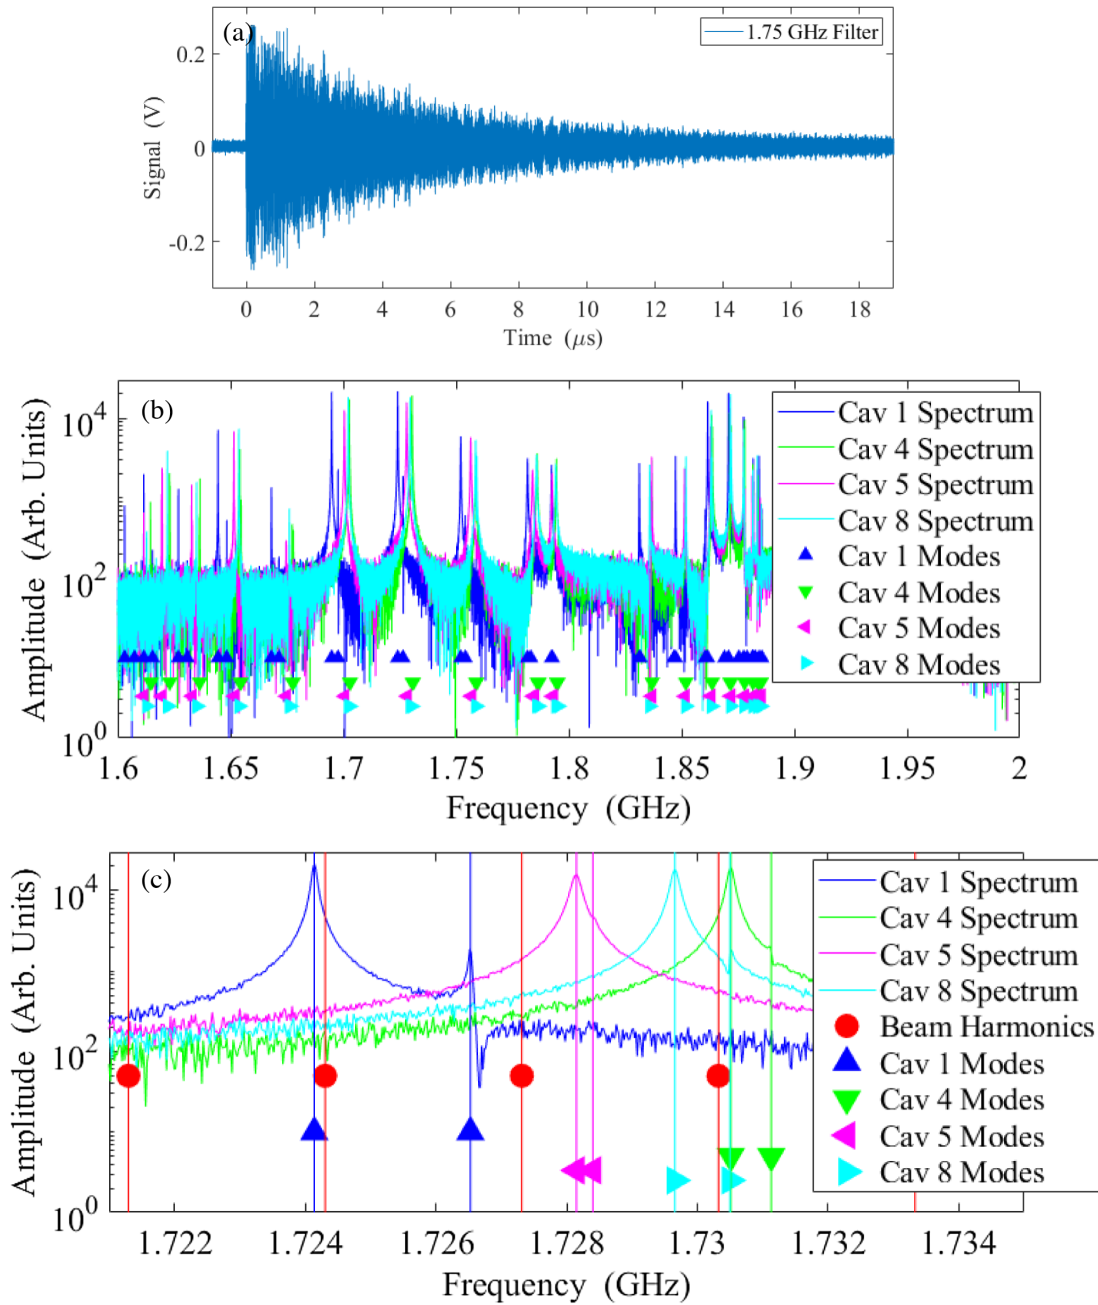 (a)
1.75 GHz Filter
0.2
0
-0.2
Signal (V)
0 2 4 6 8 10 12 14 16 18
Time (μs)
(b)
Cav 1 Spectrum
Cav 4 Spectrum
Cav 5 Spectrum
Cav 8 Spectrum
Cav 1 Modes
Cav 4 Modes
Cav 5 Modes
Cav 8 Modes
10^4
10^2
10^0
Amplitude (Arb. Units)
1.6 1.65 1.7 1.75 1.8 1.85 1.9 1.95 2
Frequency (GHz)
(c)
Cav 1 Spectrum
Cav 4 Spectrum
Cav 5 Spectrum
Cav 8 Spectrum
Beam Harmonics
Cav 1 Modes
Cav 4 Modes
Cav 5 Modes
Cav 8 Modes
10^4
10^2
10^0
Amplitude (Arb. Units)
1.722 1.724 1.726 1.728 1.73 1.732 1.734
Frequency (GHz)